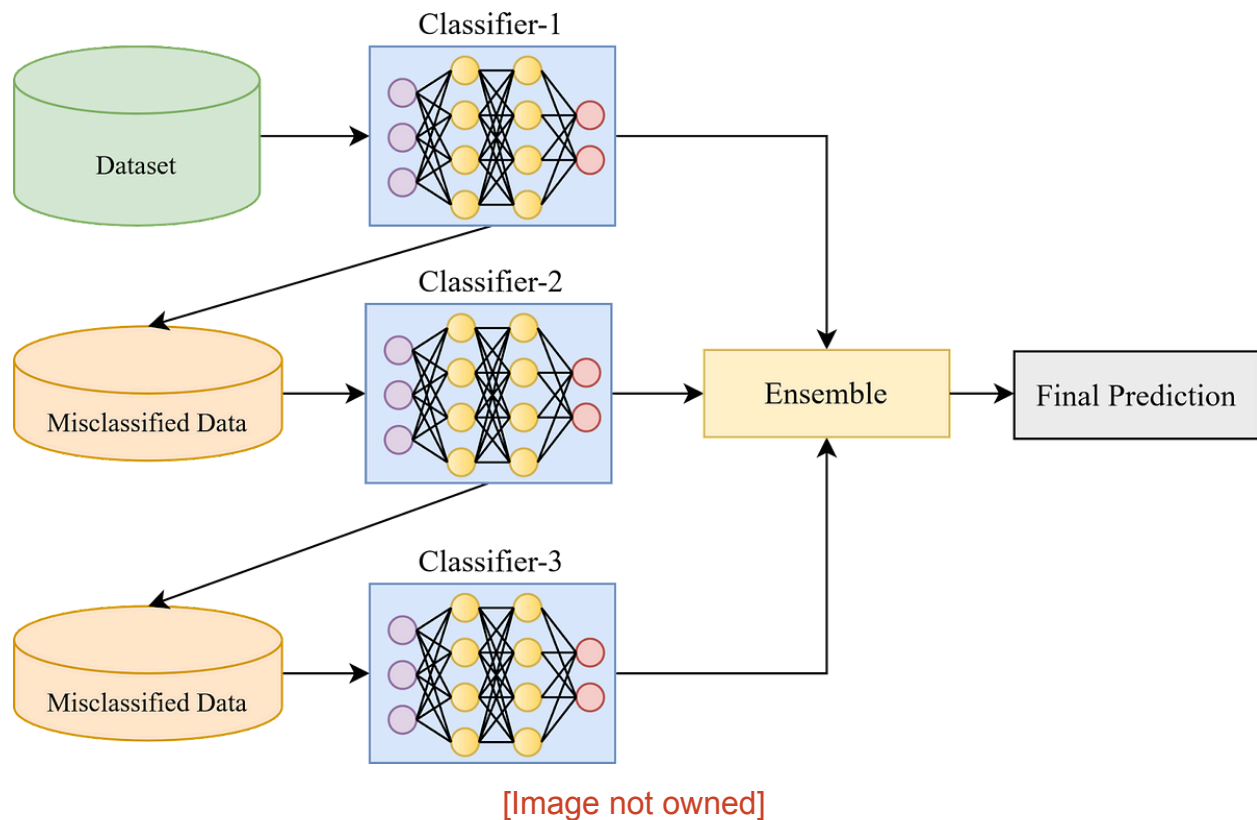 Classifier-1
Dataset
Classifier-2
Misclassified Data
Ensemble
Final Prediction
Classifier-3
Misclassified Data
[Image not owned]